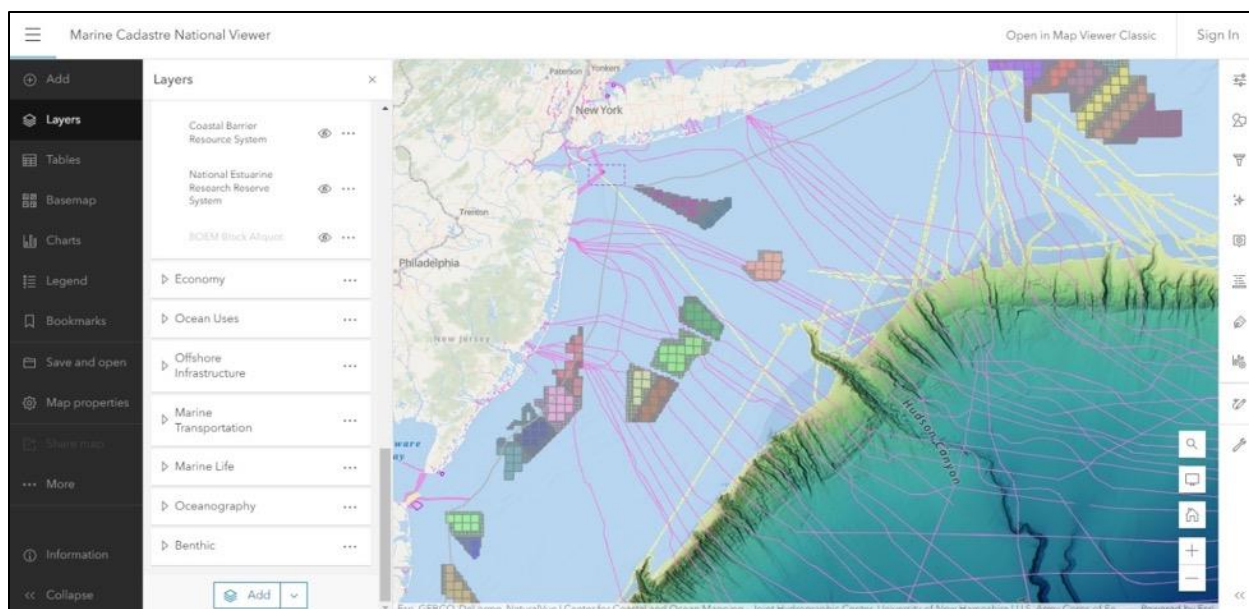 Marine Cadastre National Viewer
Open in Map Viewer Classic
Sign In
Add
Layers
Tables
Basemap
Charts
Legend
Bookmarks
Save and open
Map properties
Share map
More
Information
Collapse
Layers
Coastal Barrier
Resource System
National Estuarine
Research Reserve
System
BOEM Block Aliquot
Economy
Ocean Uses
Offshore
Infrastructure
Marine
Transportation
Marine Life
Oceanography
Benthic
Add
Paterson
Yonkers
New York
Trenton
Philadelphia
New Jersey
ware
ay
Hudson Canyon